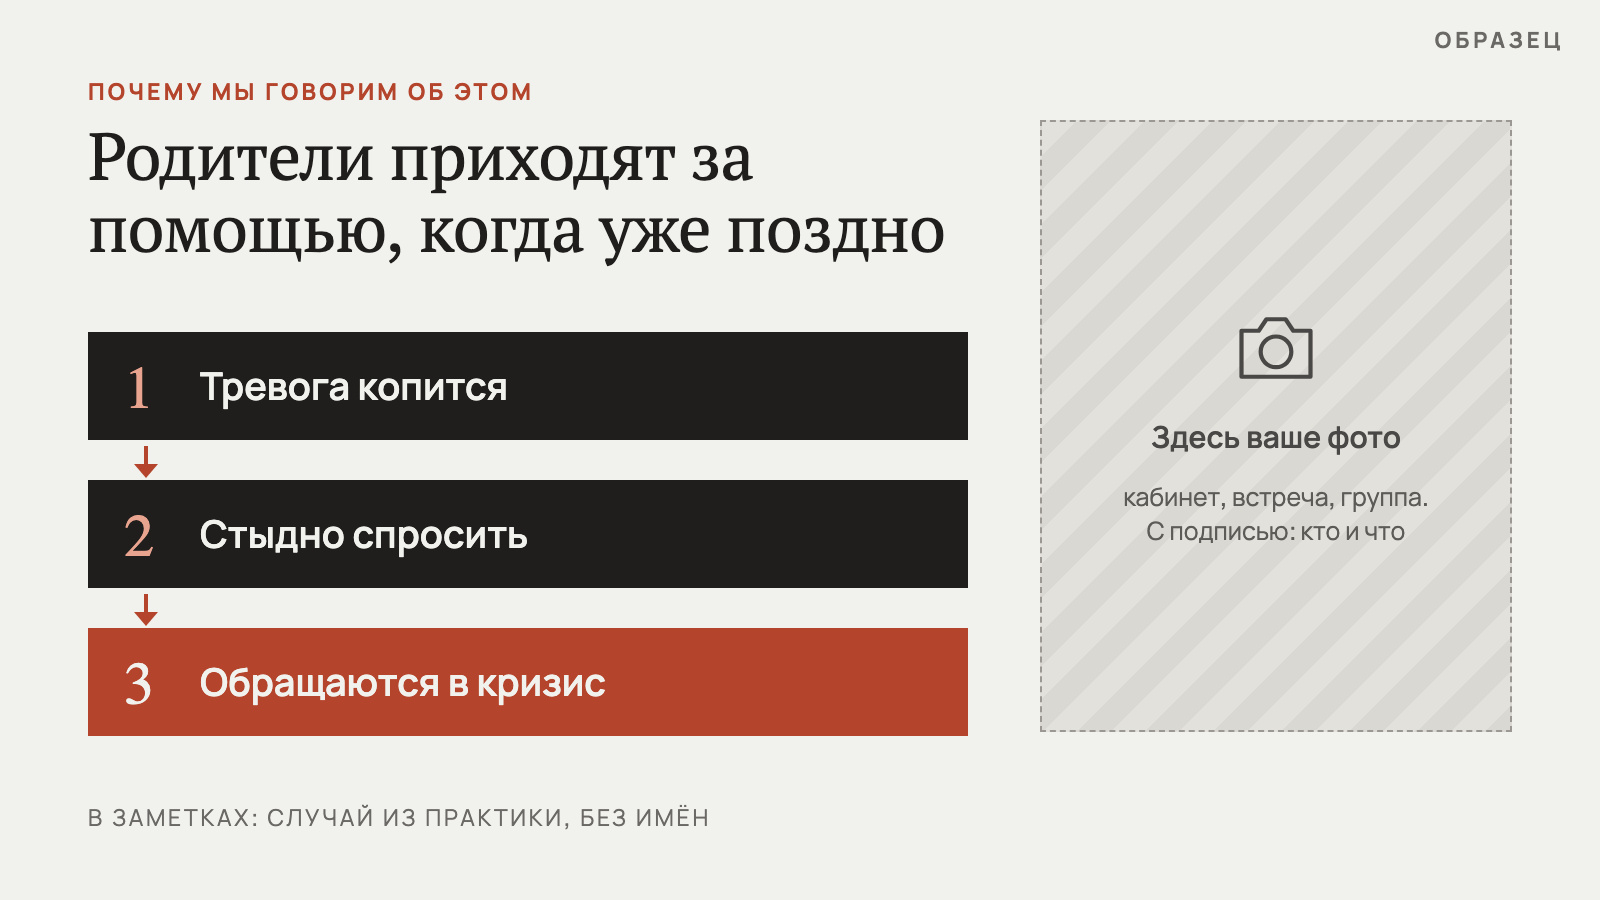 ОБРАЗЕЦ
ПОЧЕМУ МЫ ГОВОРИМ ОБ ЭТОМ
Родители приходят за
помощью, когда уже поздно
1 Тревога копится
2 Стыдно спросить
3 Обращаются в кризис
Здесь ваше фото
кабинет, встреча, группа.
С подписью: кто и что
В ЗАМЕТКАХ: СЛУЧАЙ ИЗ ПРАКТИКИ, БЕЗ ИМЁН